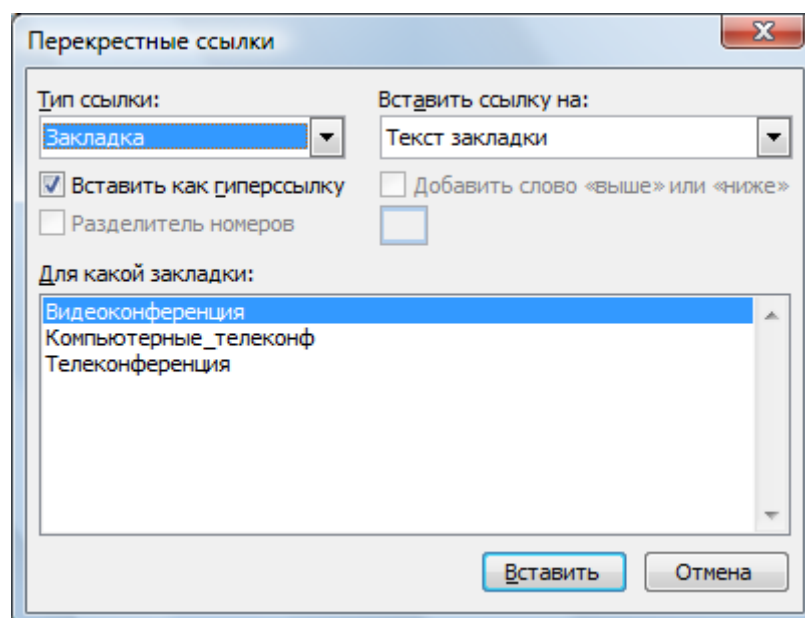 Перекрестные ссылки
Тип ссылки:
Вставить ссылку на:
Закладка
Текст закладки
Вставить как гиперссылку
Добавить слово «выше» или «ниже»
Разделитель номеров
Для какой закладки:
Видеоконференция
Компьютерные_телеконф
Телеконференция
Вставить
Отмена